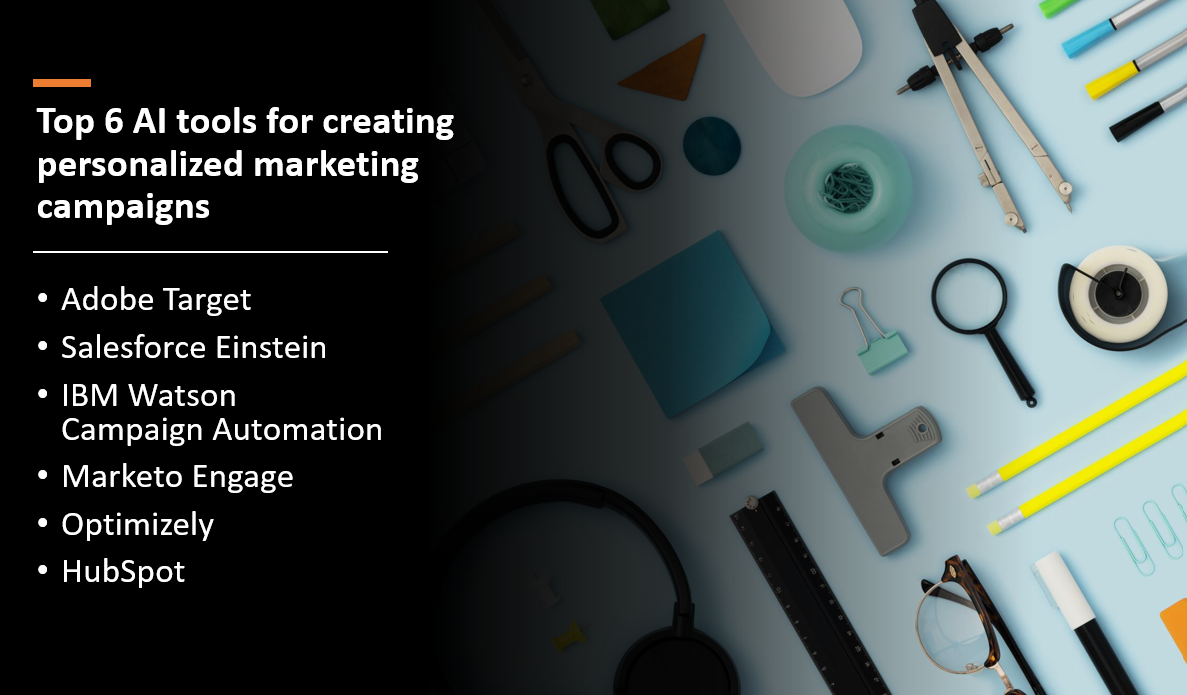 Top 6 AI tools for creating
personalized marketing
campaigns
• Adobe Target
• Salesforce Einstein
• IBM Watson
Campaign Automation
• Marketo Engage
• Optimizely
• HubSpot